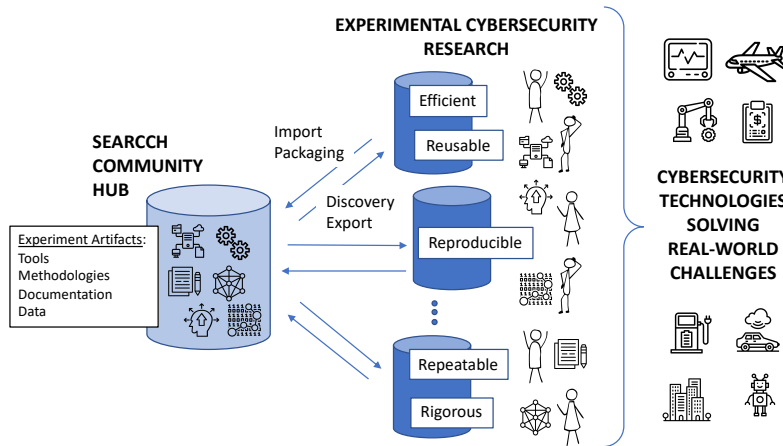 EXPERIMENTAL CYBERSECURITY
RESEARCH
SEARCCH
COMMUNITY
HUB
Import
Packaging
Discovery
Export
Experiment Artifacts:
Tools
Methodologies
Documentation
Data
Efficient
Reusable
Reproducible
Repeatable
Rigorous
CYBERSECURITY
TECHNOLOGIES
SOLVING
REAL-WORLD
CHALLENGES